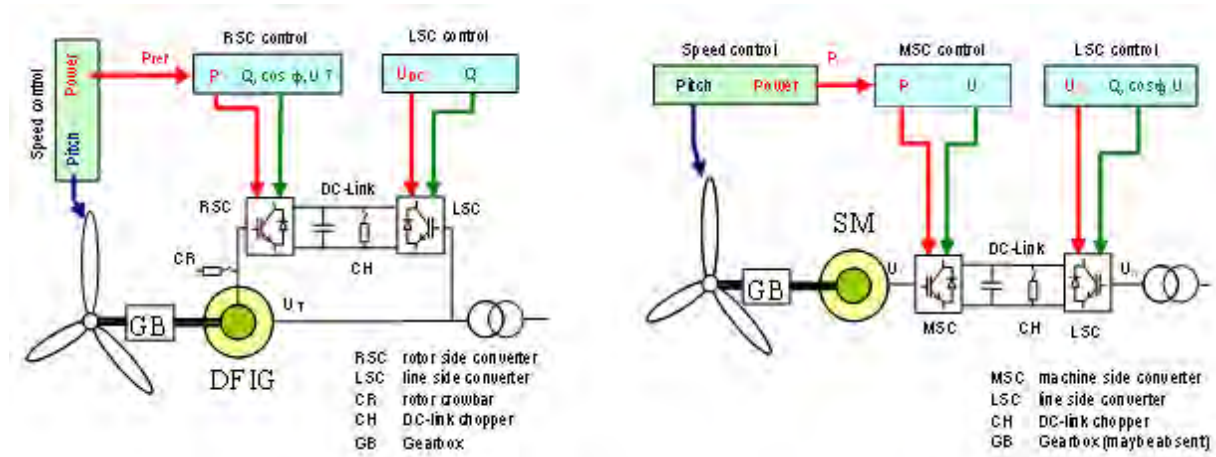 RSC control
LSC control
Speed control
Power
Pitch
Pref
P
Q, cos φ, U T
UDC
Q
DC-Link
RSC
LSC
CR
CH
GB
UT
DFIG
RSC rotor side converter
LSC line side converter
CR rotor crowbar
CH DC-link chopper
GB Gearbox
Speed control
MSC control
LSC control
Pitch
Power
P
P
U
U
Q, cosφ, U
SM
DC-Link
GB
U
U
MSC
CH
LSC
MSC machine side converter
LSC line side converter
CH DC-link chopper
GB Gearbox (maybe absent)